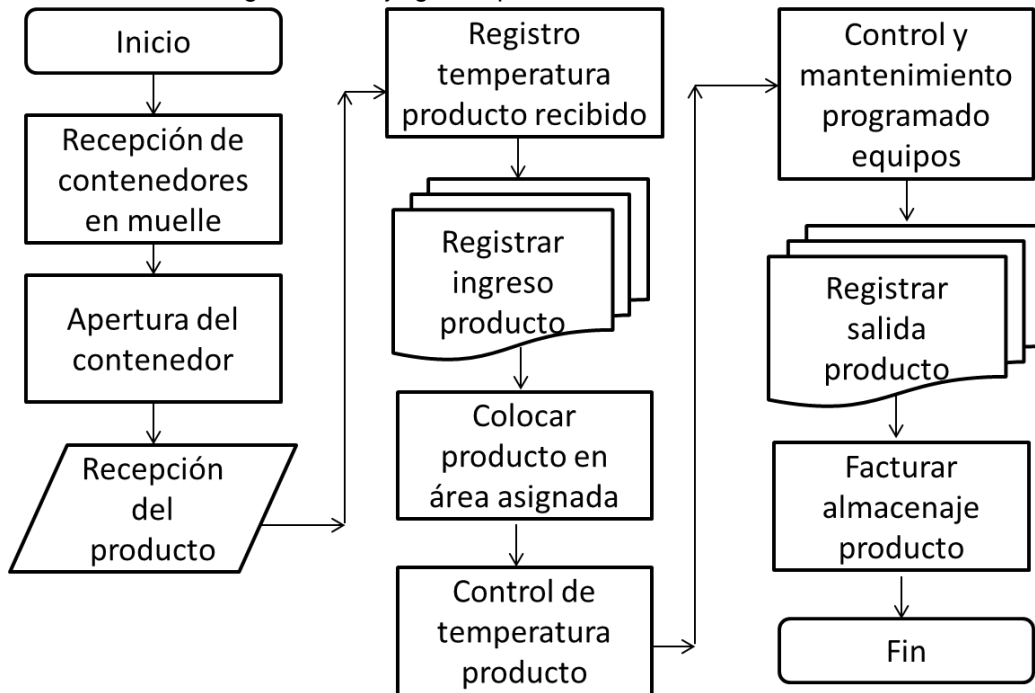 Inicio
Recepción de
contenedores
en muelle
Apertura del
contenedor
Recepción
del
producto
Registro
temperatura
producto recibido
Registrar
ingreso
producto
Colocar
producto en
área asignada
Control de
temperatura
producto
Control y
mantenimiento
programado
equipos
Registrar
salida
producto
Facturar
almacenaje
producto
Fin